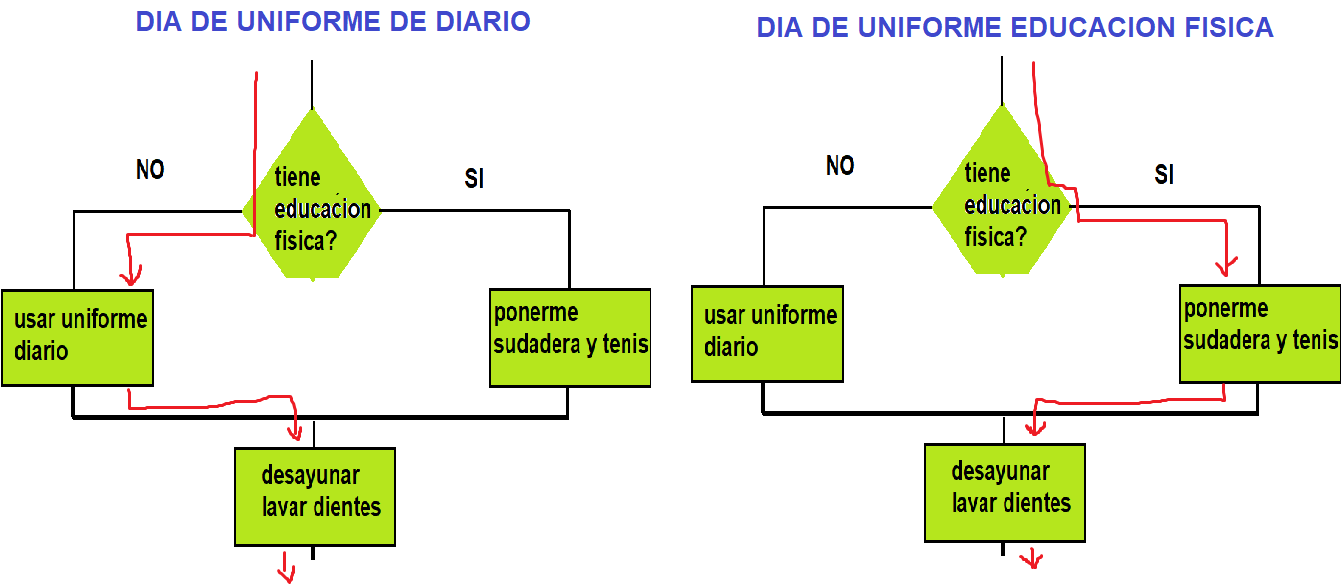 DIA DE UNIFORME DE DIARIO
NO
SI
tiene
educacion
fisica?
usar uniforme
diario
ponerme
sudadera y tenis
desayunar
lavar dientes
DIA DE UNIFORME EDUCACION FISICA
NO
SI
tiene
educacion
fisica?
usar uniforme
diario
ponerme
sudadera y tenis
desayunar
lavar dientes